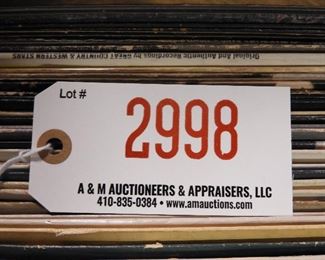 Original And Authentic Recordings by GREAT COUNTRY & WESTERN STARS
Lot #
2998
A & M AUCTIONEERS & APPRAISERS, LLC
410-835-0384 • www.amauctions.com